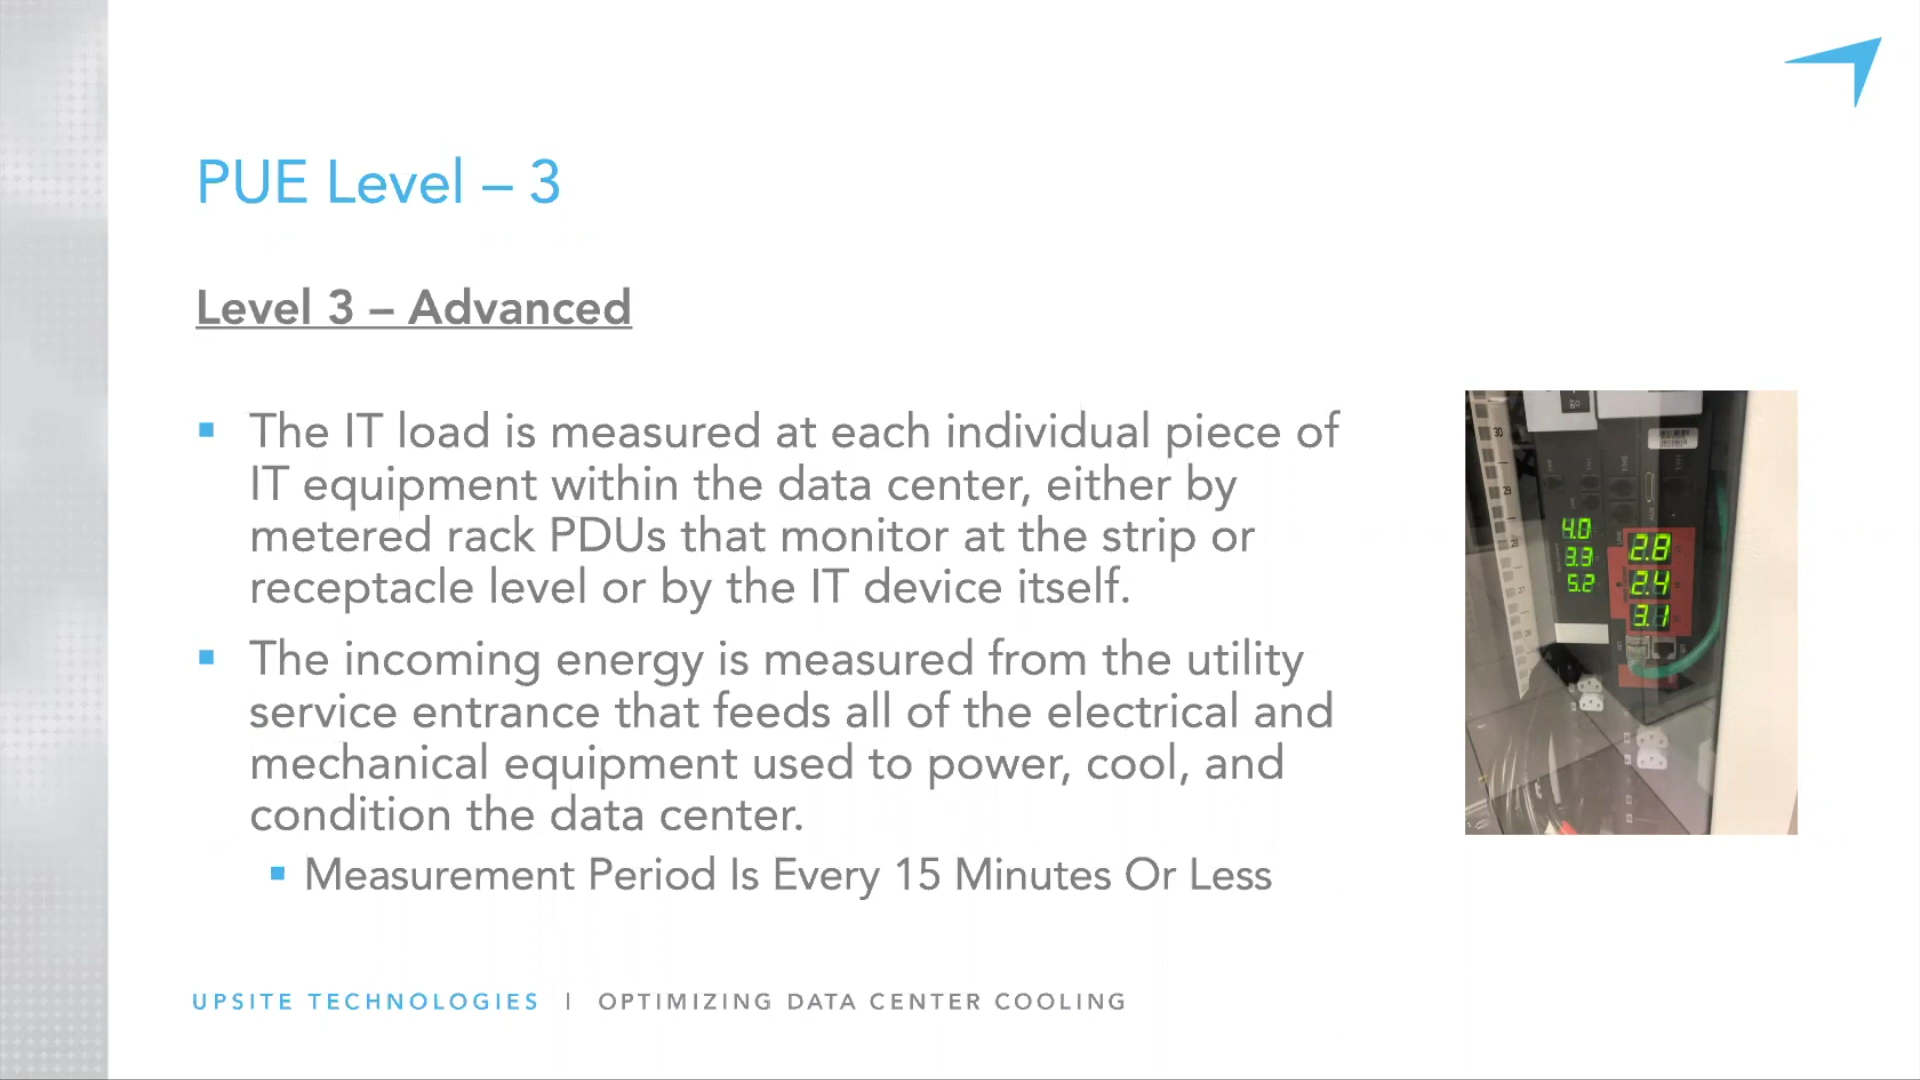 PUE Level – 3
Level 3 – Advanced
The IT load is measured at each individual piece of
IT equipment within the data center, either by
metered rack PDUs that monitor at the strip or
receptacle level or by the IT device itself.
The incoming energy is measured from the utility
service entrance that feeds all of the electrical and
mechanical equipment used to power, cool, and
condition the data center.
Measurement Period Is Every 15 Minutes Or Less
30
29
4.0
3.3
5.2
2.8
2.4
3.1
UPSITE TECHNOLOGIES | OPTIMIZING DATA CENTER COOLING